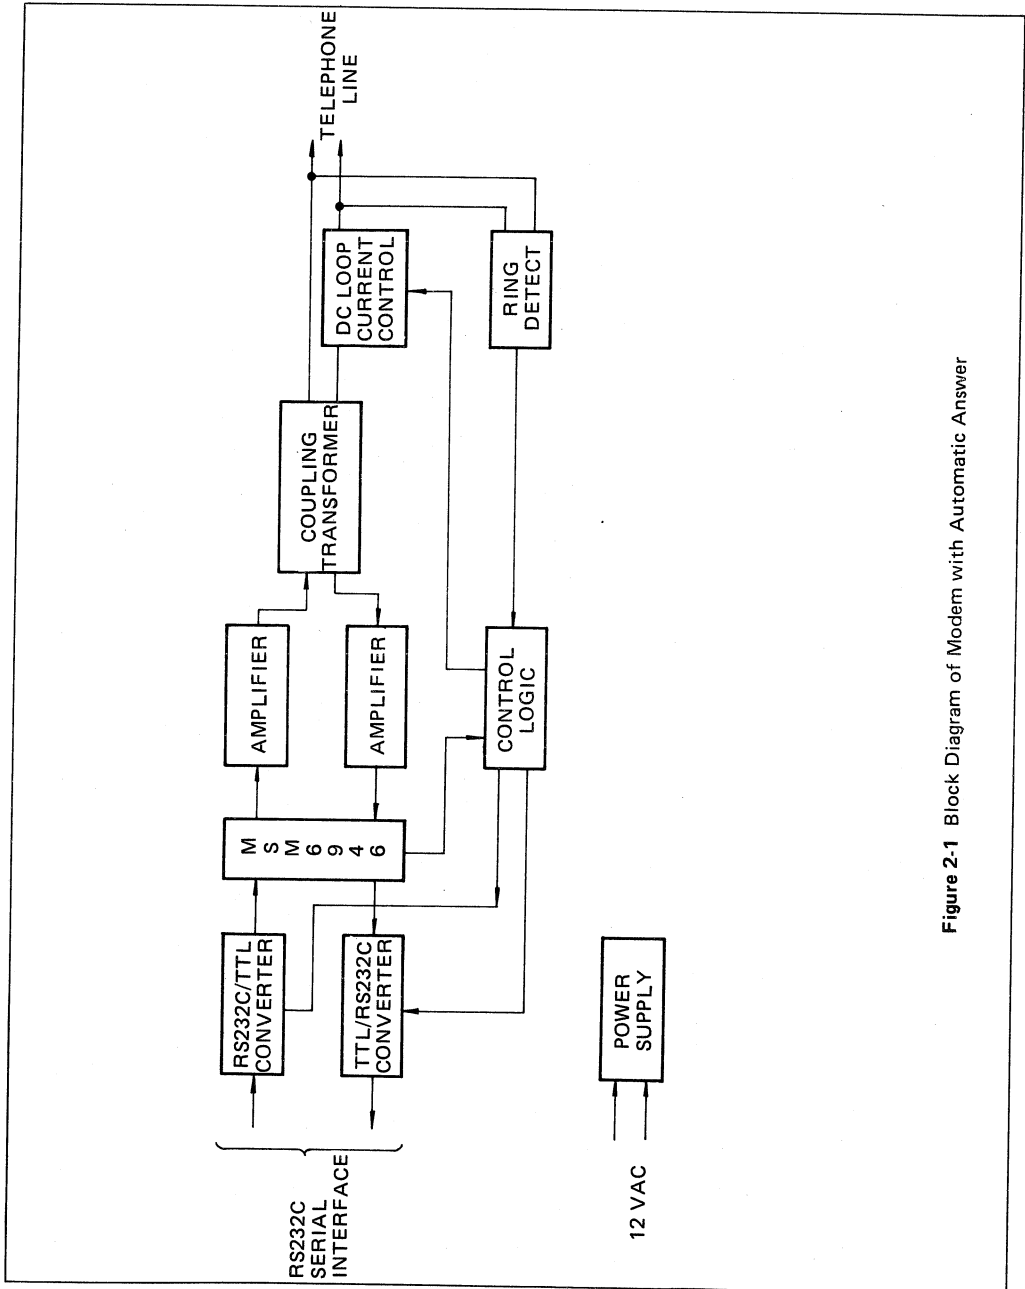 RS232C
SERIAL
INTERFACE
RS232C/TTL
CONVERTER
TTL/RS232C
CONVERTER
M
S
M
6
9
4
6
AMPLIFIER
AMPLIFIER
COUPLING
TRANSFORMER
DC LOOP
CURRENT
CONTROL
TELEPHONE
LINE
CONTROL
LOGIC
RING
DETECT
12 VAC
POWER
SUPPLY
Figure 2-1 Block Diagram of Modem with Automatic Answer